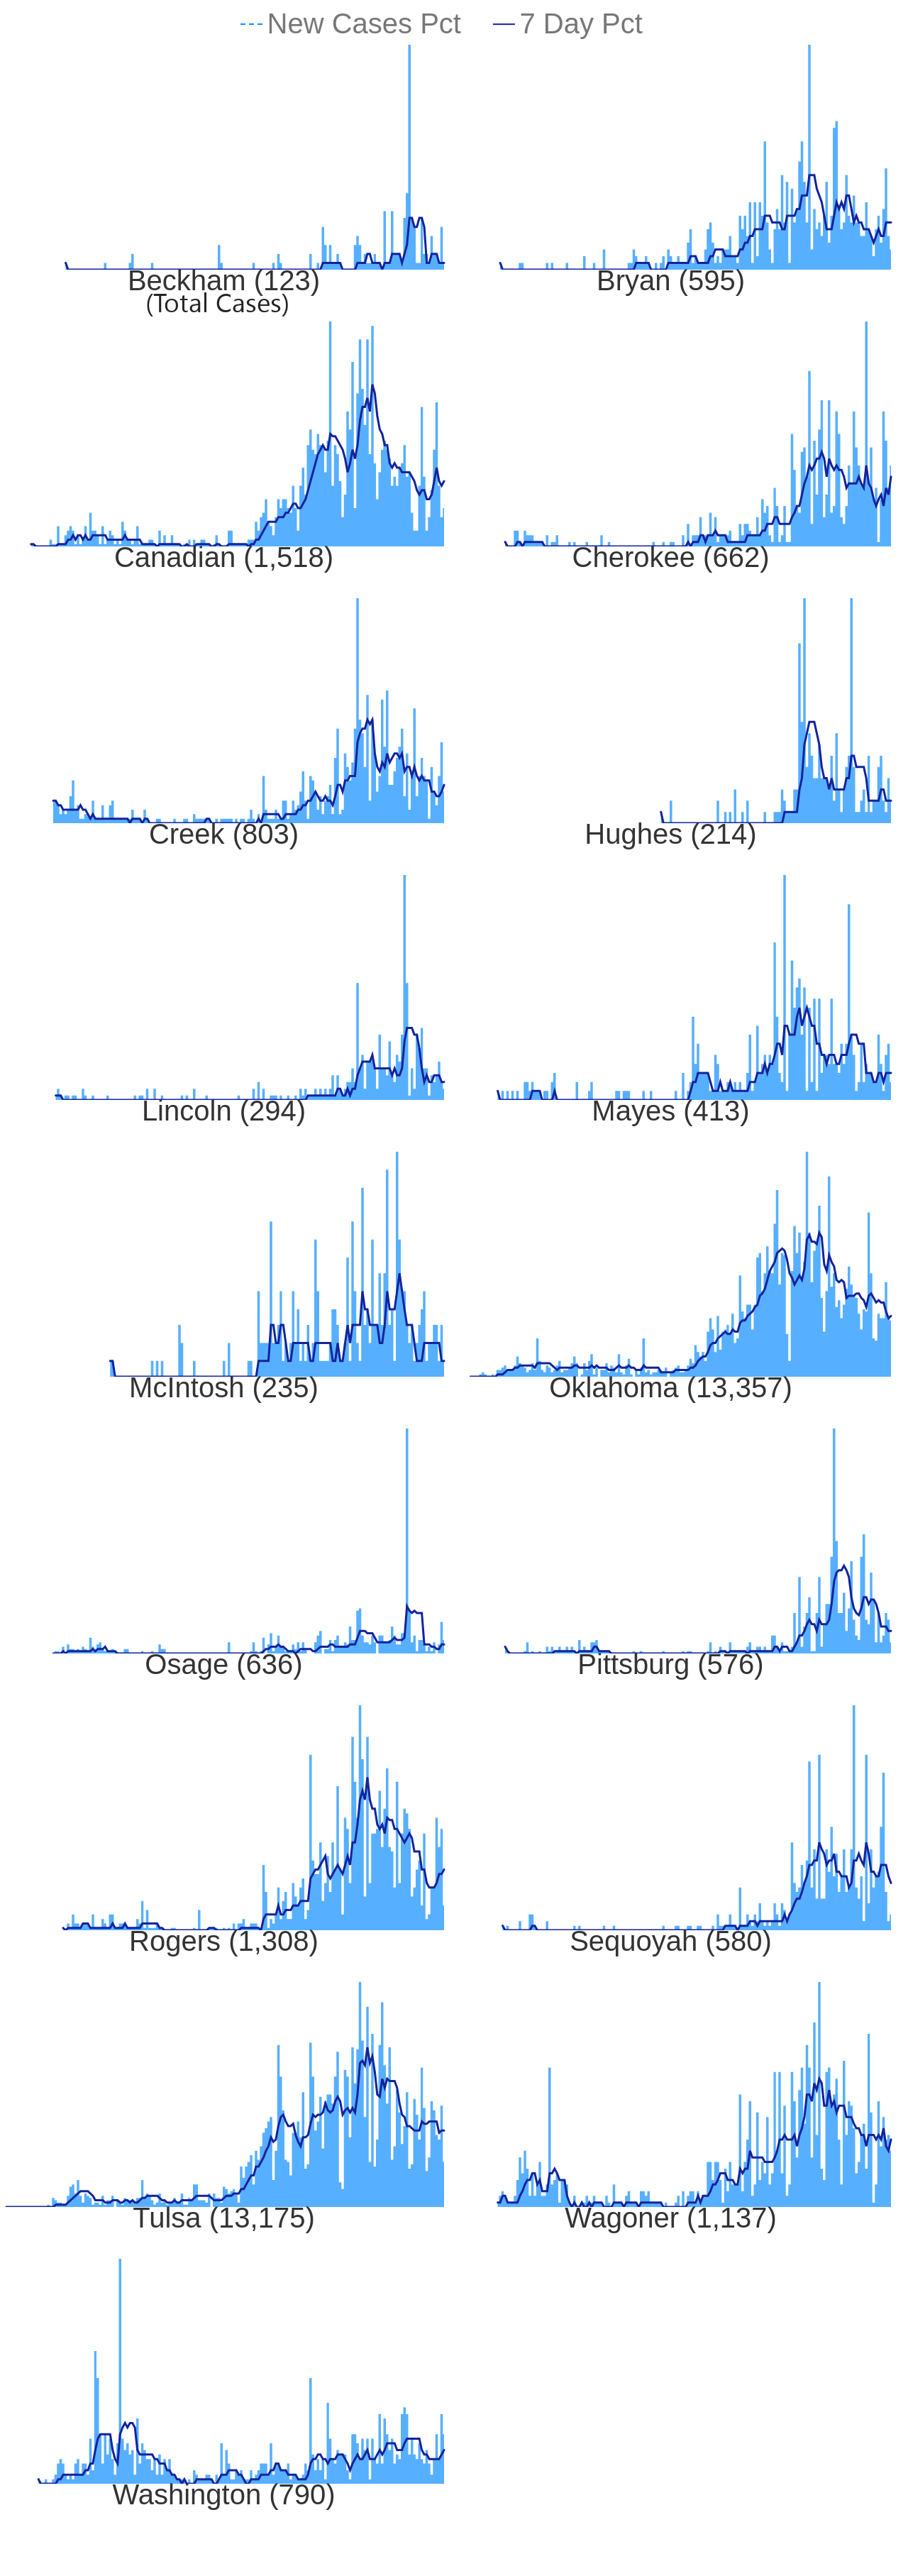 New Cases Pct 7 Day Pct
Beckham (123) Bryan (595)
(Total Cases)
Canadian (1,518) Cherokee (662)
Creek (803) Hughes (214)
Lincoln (294) Mayes (413)
McIntosh (235) Oklahoma (13,357)
Osage (636) Pittsburg (576)
Rogers (1,308) Sequoyah (580)
Tulsa (13,175) Wagoner (1,137)
Washington (790)